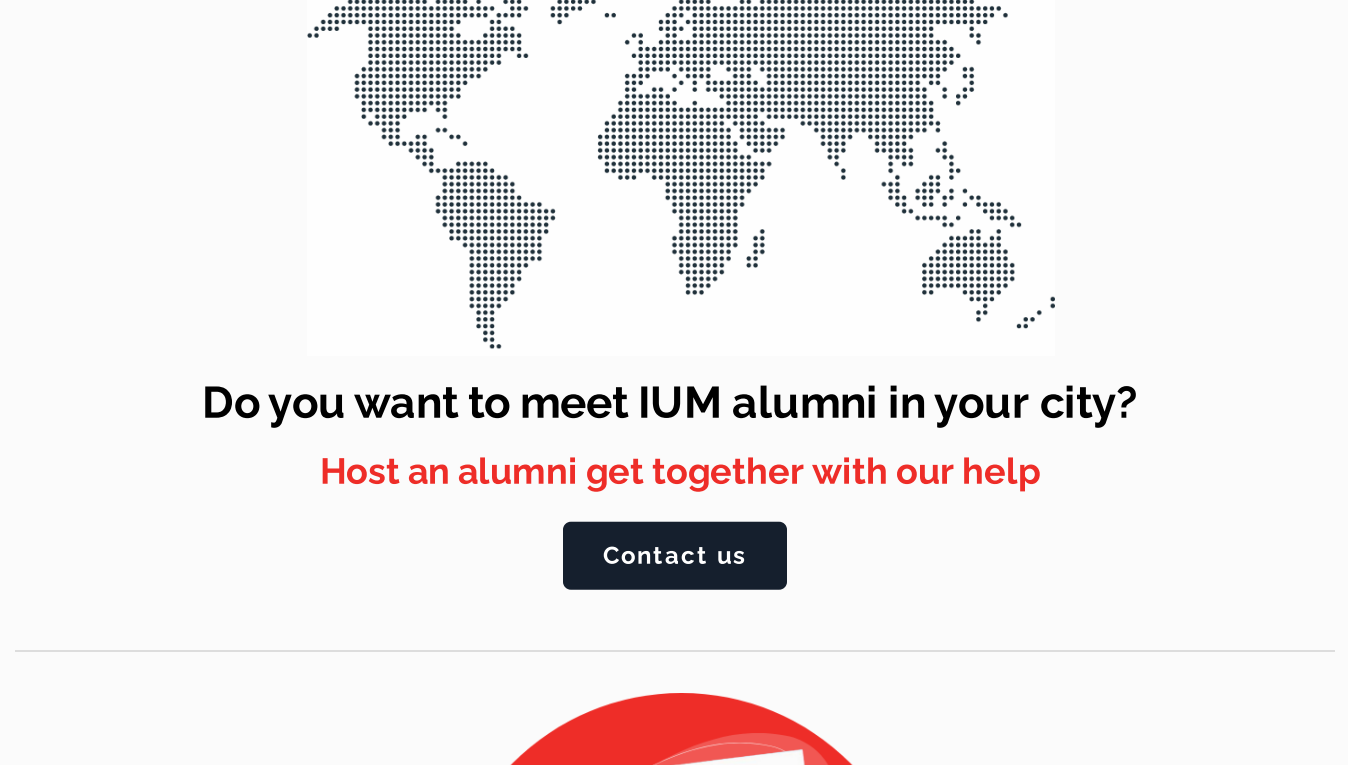 Do you want to meet IUM alumni in your city?
Host an alumni get together with our help
Contact us